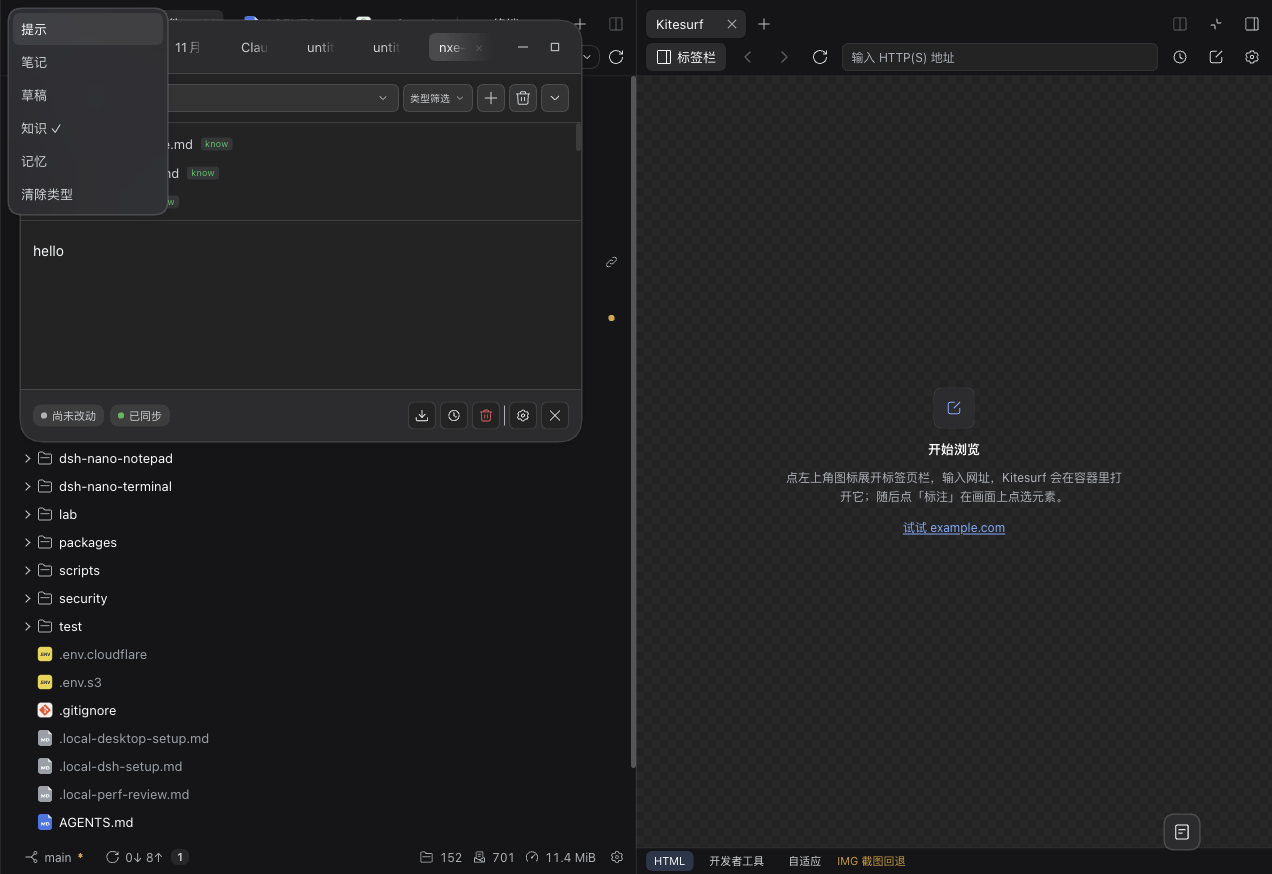 提示
笔记
草稿
知识 ✓
记忆
清除类型
11 月
Clau
unti
unti
nxe-
类型筛选
e.md know
md know
w
hello
尚未改动
已同步
dsh-nano-notepad
dsh-nano-terminal
lab
packages
scripts
security
test
.env.cloudflare
.env.s3
.gitignore
.local-desktop-setup.md
.local-dsh-setup.md
.local-perf-review.md
AGENTS.md
main * 0↓ 8↑ 1 152 701 11.4 MiB
Kitesurf
标签栏
输入 HTTP(S) 地址
开始浏览
点左上角图标展开标签页栏，输入网址，Kitesurf 会在容器里打
开它；随后点「标注」在画面上点选元素。
试试 example.com
HTML 开发者工具 自适应 IMG 截图回退